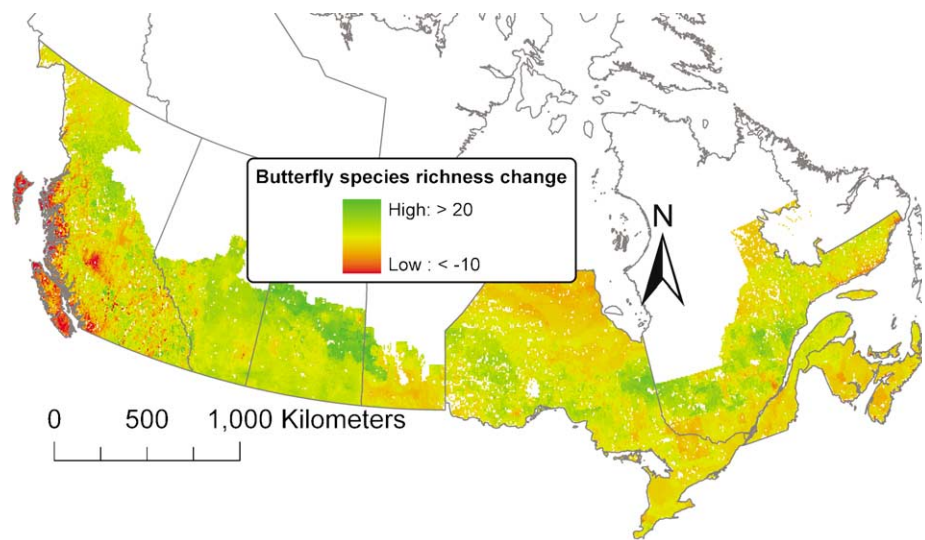 Butterfly species richness change
High: > 20
Low : < -10
N
0 500 1,000 Kilometers